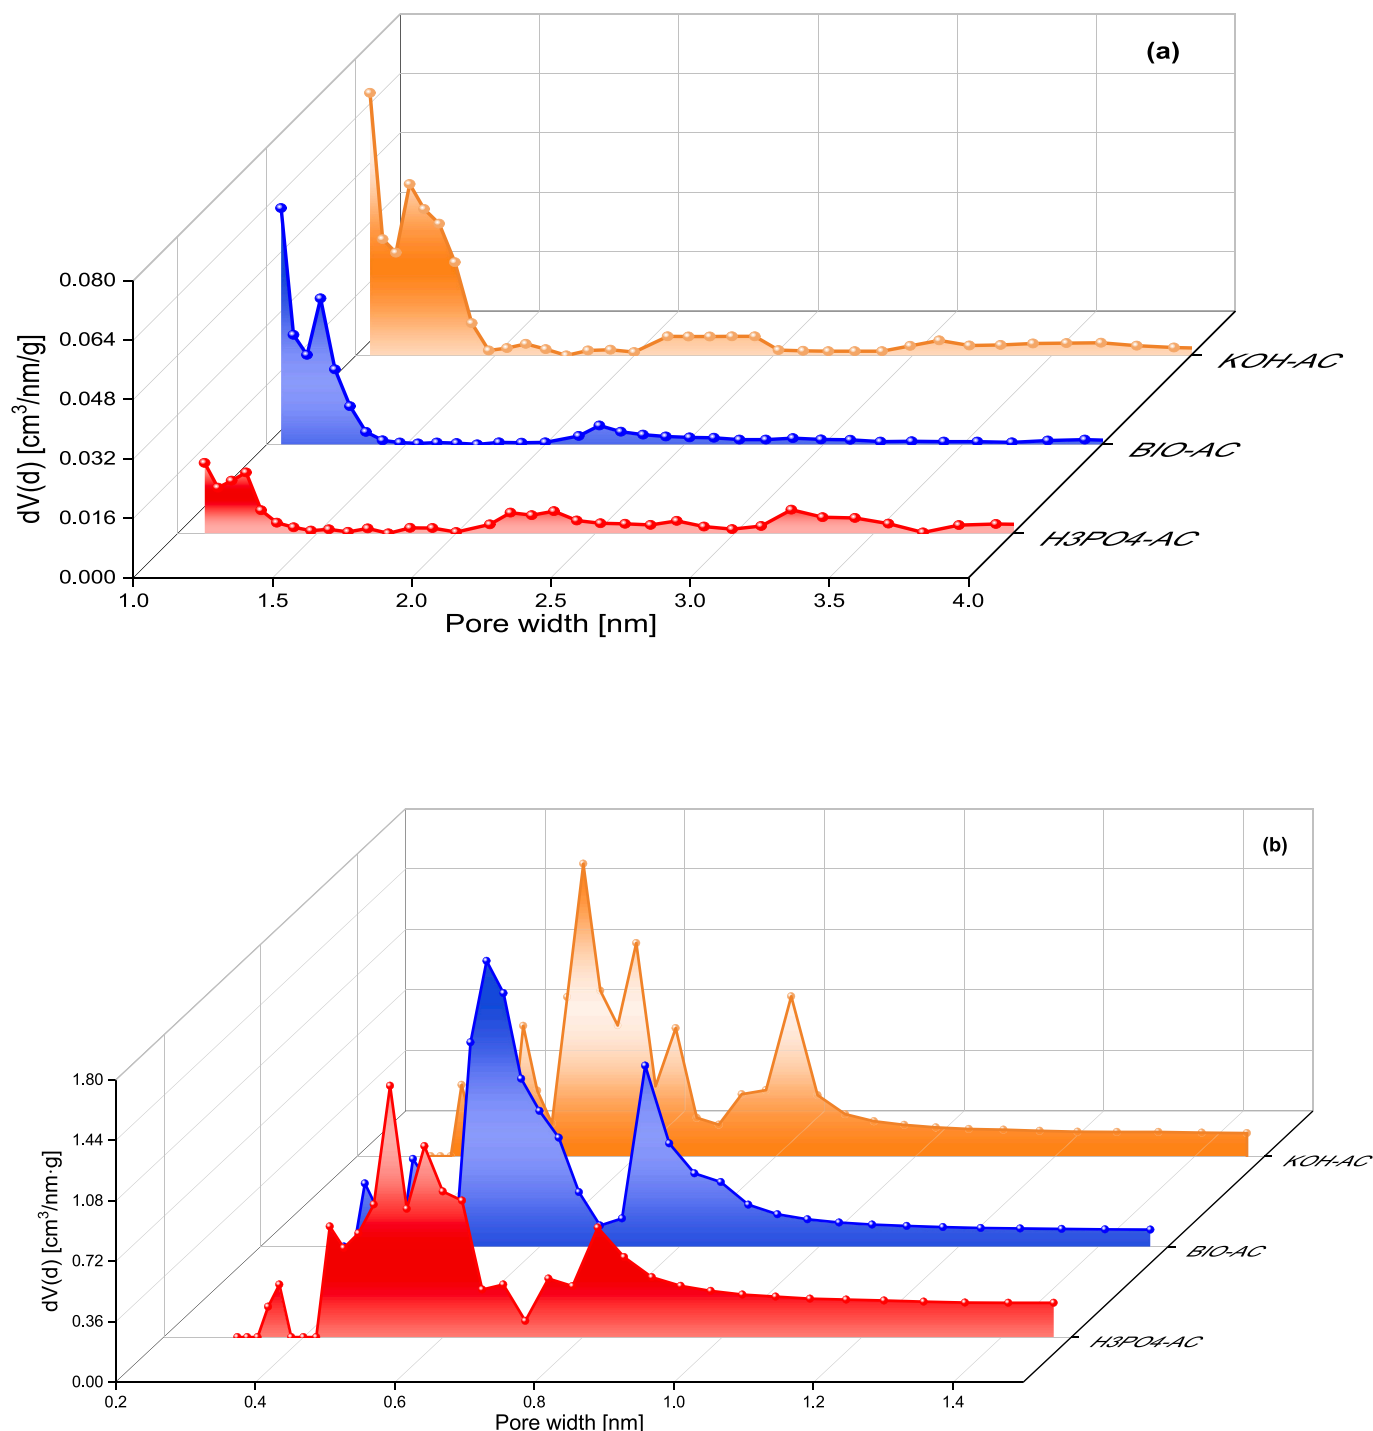 (a)
0.080
0.064
0.048
0.032
0.016
0.000
dV(d) [cm³/nm/g]
1.0 1.5 2.0 2.5 3.0 3.5 4.0
Pore width [nm]
KOH-AC
BIO-AC
H3PO4-AC
(b)
1.80
1.44
1.08
0.72
0.36
0.00
dV(d) [cm³/nm·g]
0.2 0.4 0.6 0.8 1.0 1.2 1.4
Pore width [nm]
KOH-AC
BIO-AC
H3PO4-AC